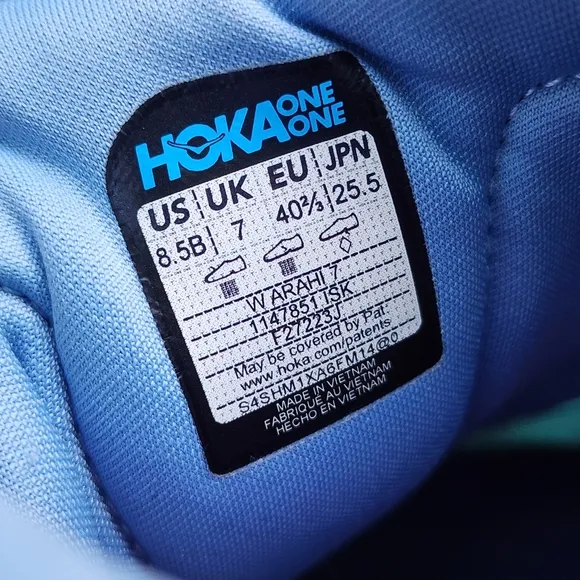 HOKA ONE ONE
US UK EU JPN
8.5B 7 40⅔ 25.5
W ARAHI 7
1147851 ISK
F27223J
May be covered by Pat.
www.hoka.com/patents
S4SHM1XA6FM14@0
MADE IN VIETNAM
FABRIQUE AU VIETNAM
HECHO EN VIETNAM